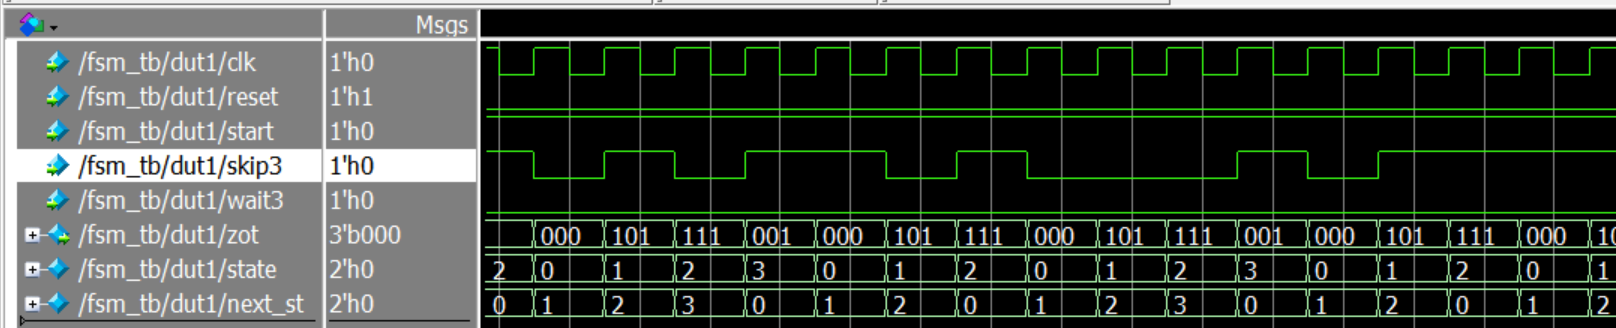 Msgs
/fsm_tb/dut1/clk 1'h0
/fsm_tb/dut1/reset 1'h1
/fsm_tb/dut1/start 1'h0
/fsm_tb/dut1/skip3 1'h0
/fsm_tb/dut1/wait3 1'h0
/fsm_tb/dut1/zot 3'b000 000 101 111 001 000 101 111 000 101 111 001 000 101 111 000 10
/fsm_tb/dut1/state 2'h0 2 0 1 2 3 0 1 2 0 1 2 3 0 1 2 0 1
/fsm_tb/dut1/next_st 2'h0 0 1 2 3 0 1 2 0 1 2 3 0 1 2 0 1 2